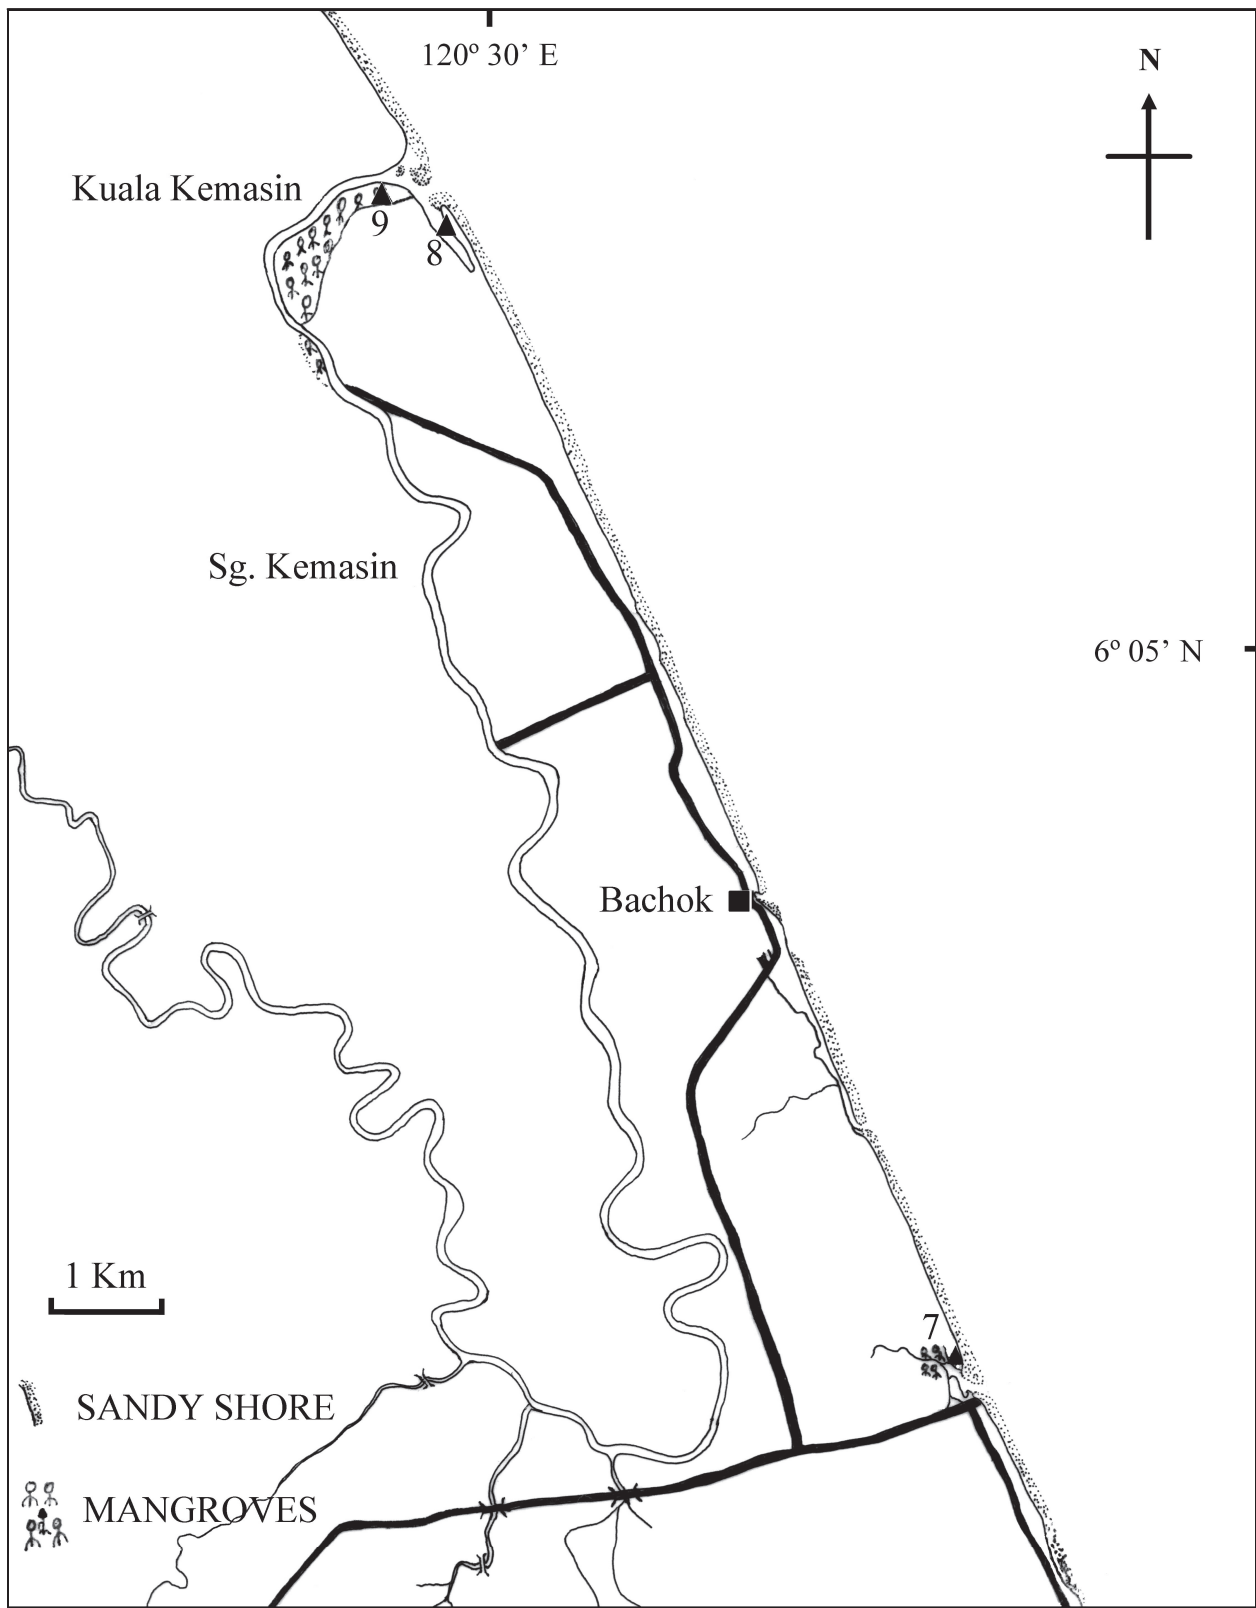 120º 30’ E
N
Kuala Kemasin
9
8
Sg. Kemasin
6º 05’ N
Bachok
1 Km
7
SANDY SHORE
MANGROVES